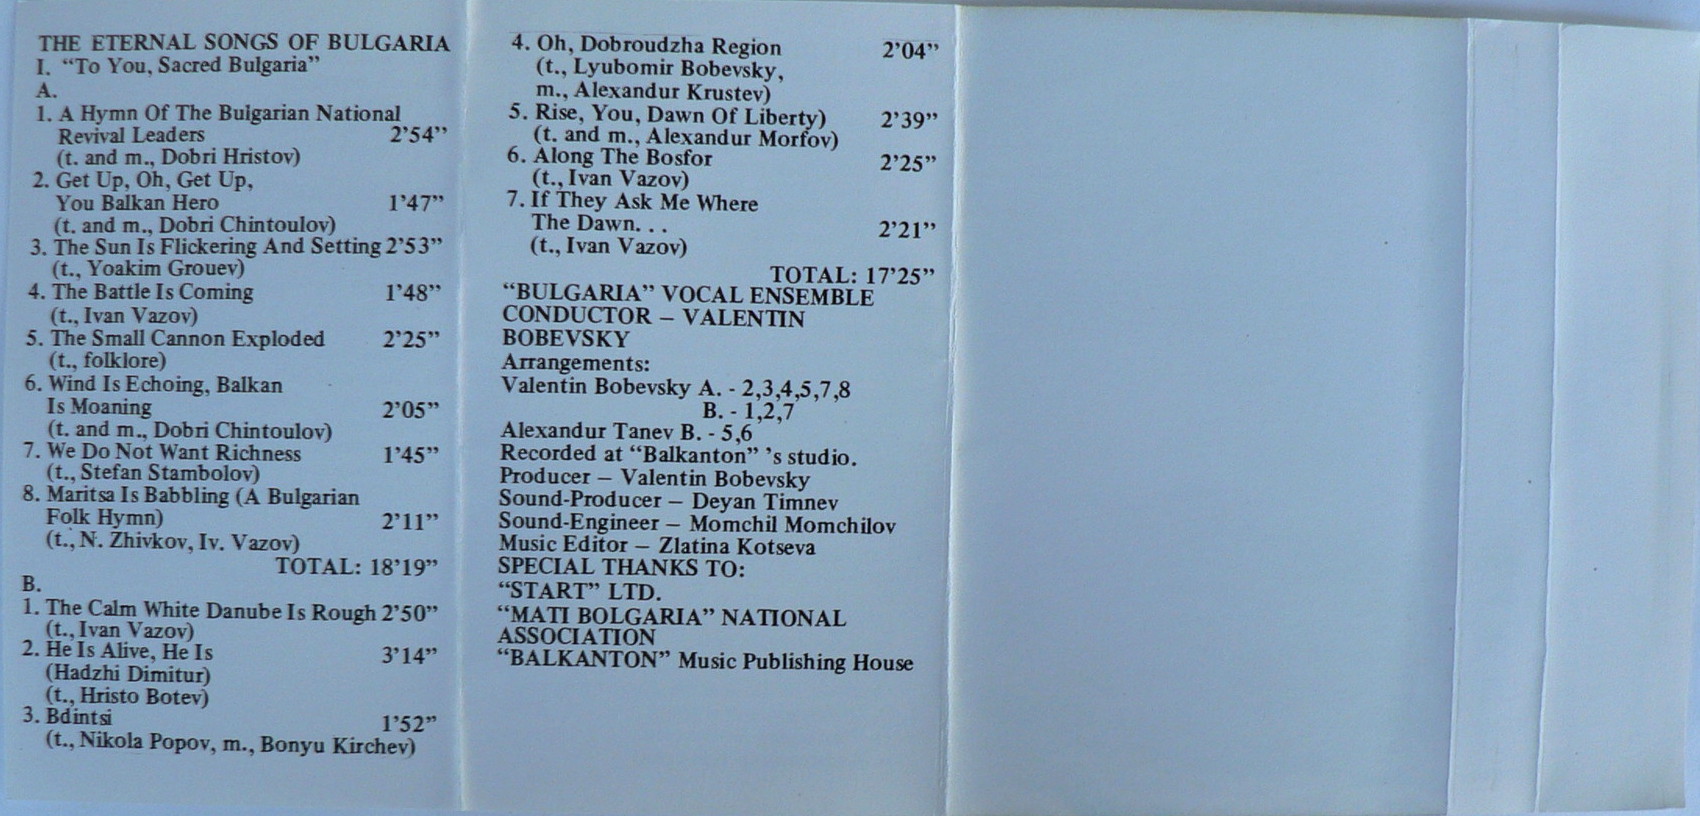 THE ETERNAL SONGS OF BULGARIA
I. “To You, Sacred Bulgaria”
A.
1. A Hymn Of The Bulgarian National
Revival Leaders 2’54”
(t. and m., Dobri Hristov)
2. Get Up, Oh, Get Up,
You Balkan Hero 1’47”
(t. and m., Dobri Chintoulov)
3. The Sun Is Flickering And Setting 2’53”
(t., Yoakim Grouev)
4. The Battle Is Coming 1’48”
(t., Ivan Vazov)
5. The Small Cannon Exploded 2’25”
(t., folklore)
6. Wind Is Echoing, Balkan
Is Moaning 2’05”
(t. and m., Dobri Chintoulov)
7. We Do Not Want Richness 1’45”
(t., Stefan Stambolov)
8. Maritsa Is Babbling (A Bulgarian
Folk Hymn) 2’11”
(t., N. Zhivkov, Iv. Vazov)
TOTAL: 18’19”
B.
1. The Calm White Danube Is Rough 2’50”
(t., Ivan Vazov)
2. He Is Alive, He Is 3’14”
(Hadzhi Dimitur)
(t., Hristo Botev)
3. Bdintsi 1’52”
(t., Nikola Popov, m., Bonyu Kirchev)
4. Oh, Dobroudzha Region 2’04”
(t., Lyubomir Bobevsky,
m., Alexandur Krustev)
5. Rise, You, Dawn Of Liberty) 2’39”
(t. and m., Alexandur Morfov)
6. Along The Bosfor 2’25”
(t., Ivan Vazov)
7. If They Ask Me Where
The Dawn. . . 2’21”
(t., Ivan Vazov)
TOTAL: 17’25”
“BULGARIA” VOCAL ENSEMBLE
CONDUCTOR – VALENTIN
BOBEVSKY
Arrangements:
Valentin Bobevsky A. - 2,3,4,5,7,8
B. - 1,2,7
Alexandur Tanev B. - 5,6
Recorded at “Balkanton” ’s studio.
Producer – Valentin Bobevsky
Sound-Producer – Deyan Timnev
Sound-Engineer – Momchil Momchilov
Music Editor – Zlatina Kotseva
SPECIAL THANKS TO:
“START” LTD.
“MATI BOLGARIA” NATIONAL
ASSOCIATION
“BALKANTON” Music Publishing House